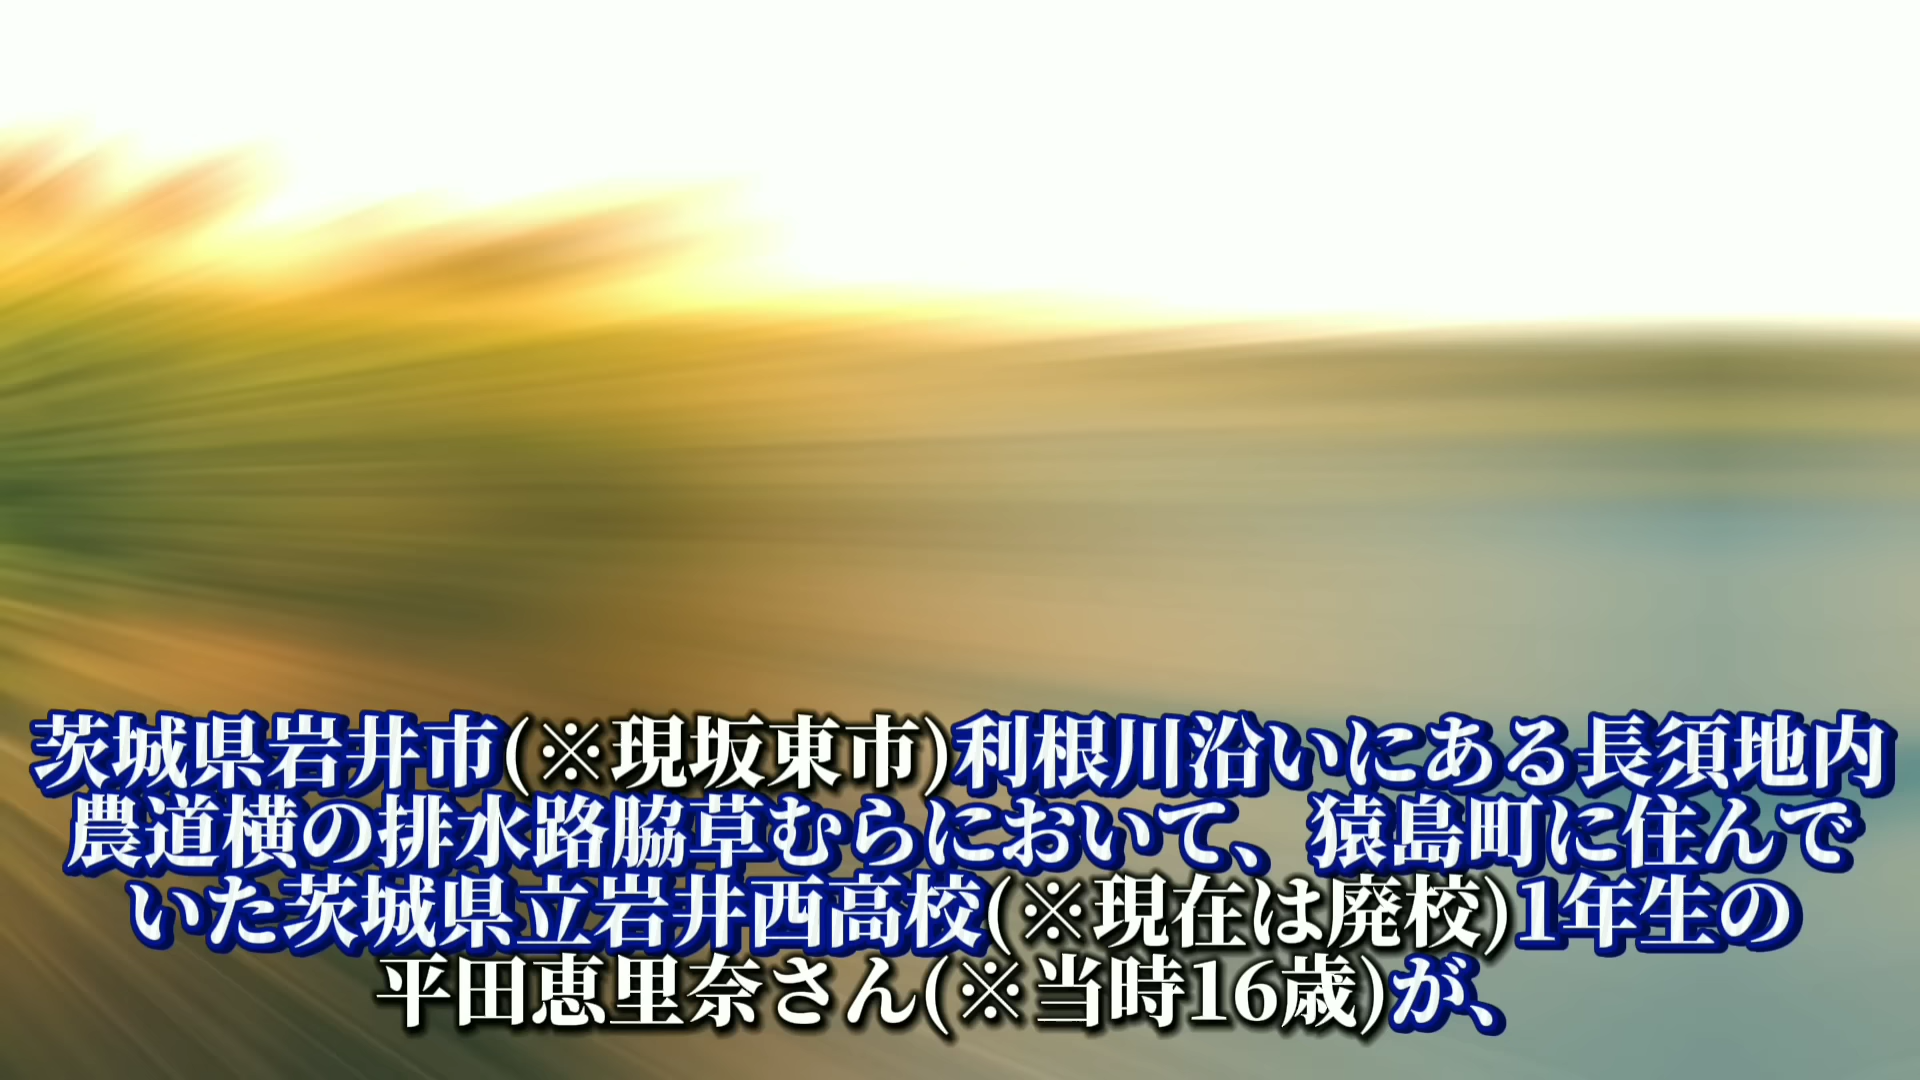 茨城県岩井市(※現坂東市)利根川沿いにある長須地内
農道横の排水路脇草むらにおいて、猿島町に住んで
いた茨城県立岩井西高校(※現在は廃校)1年生の
平田恵里奈さん(※当時16歳)が、